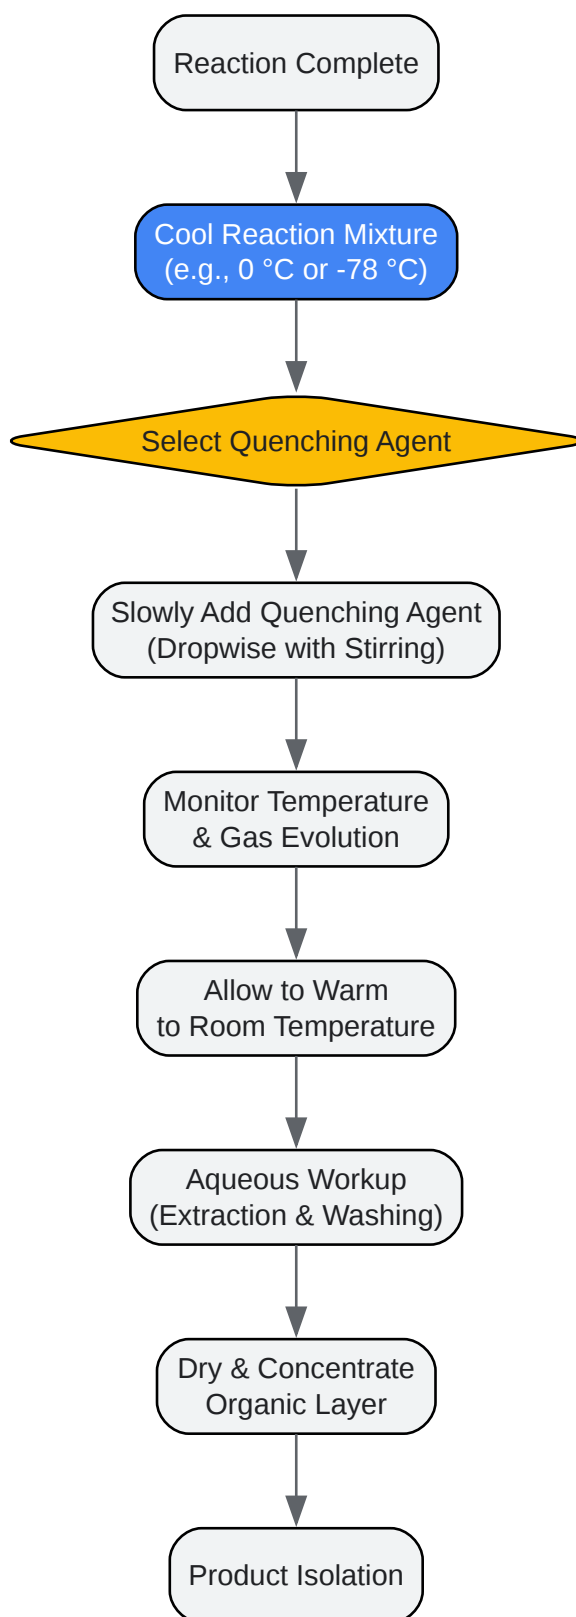 Reaction Complete
Cool Reaction Mixture
(e.g., 0 °C or -78 °C)
Select Quenching Agent
Slowly Add Quenching Agent
(Dropwise with Stirring)
Monitor Temperature
& Gas Evolution
Allow to Warm
to Room Temperature
Aqueous Workup
(Extraction & Washing)
Dry & Concentrate
Organic Layer
Product Isolation